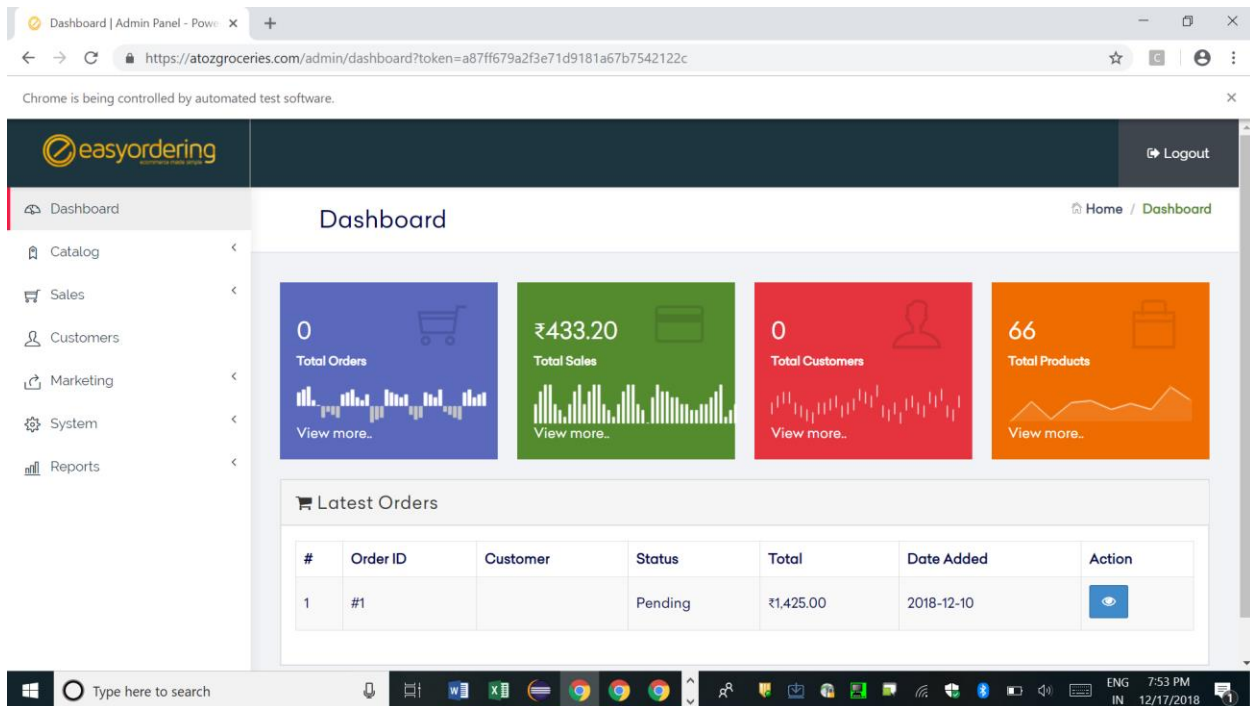 Dashboard | Admin Panel - Powe
https://atozgroceries.com/admin/dashboard?token=a87ff679a2f3e71d9181a67b7542122c
C
Chrome is being controlled by automated test software.
easyordering
ecommerce made simple
Logout
Dashboard
Catalog
Sales
Customers
Marketing
System
Reports
Dashboard
Home / Dashboard
0
Total Orders
View more..
₹433.20
Total Sales
View more..
0
Total Customers
View more..
66
Total Products
View more..
Latest Orders
# Order ID Customer Status Total Date Added Action
1 #1 Pending ₹1,425.00 2018-12-10
Type here to search
ENG 7:53 PM
IN 12/17/2018